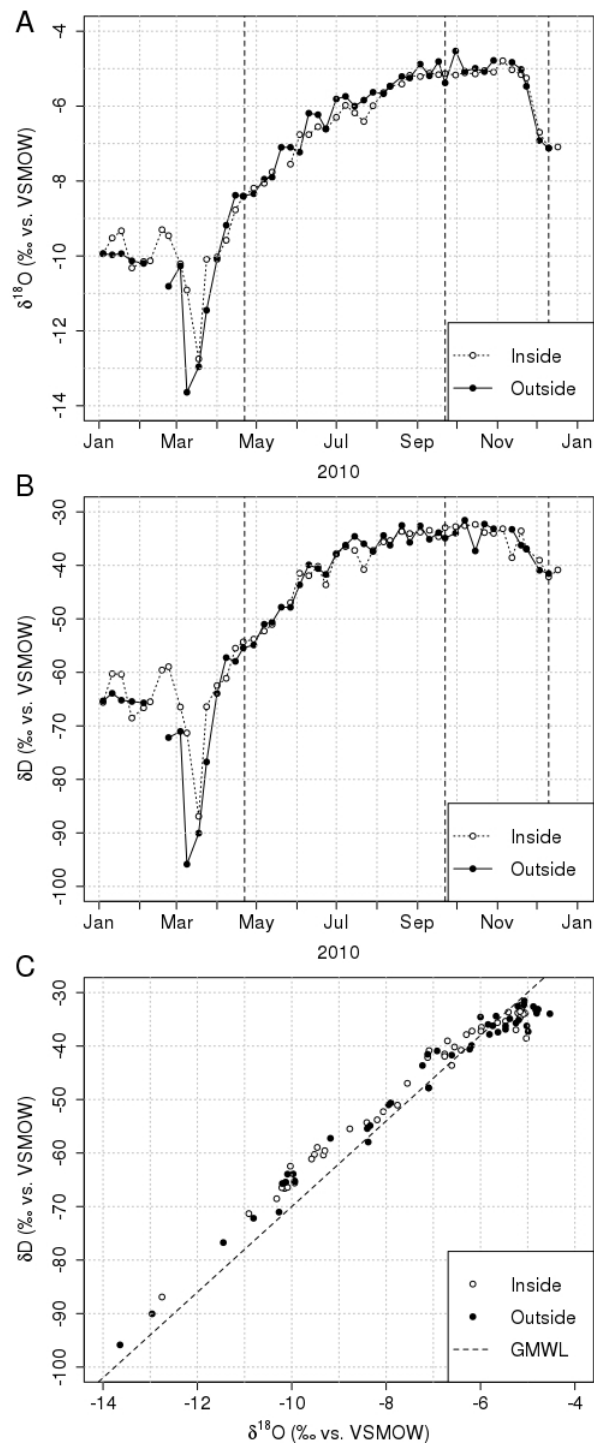 A
δ¹⁸O (‰ vs. VSMOW)
-4
-6
-8
-10
-12
-14
Inside
Outside
Jan Mar May Jul Sep Nov Jan
2010
B
δD (‰ vs. VSMOW)
-30
-40
-50
-60
-70
-80
-90
-100
Inside
Outside
Jan Mar May Jul Sep Nov Jan
2010
C
δD (‰ vs. VSMOW)
-30
-40
-50
-60
-70
-80
-90
-100
Inside
Outside
GMWL
-14 -12 -10 -8 -6 -4
δ¹⁸O (‰ vs. VSMOW)